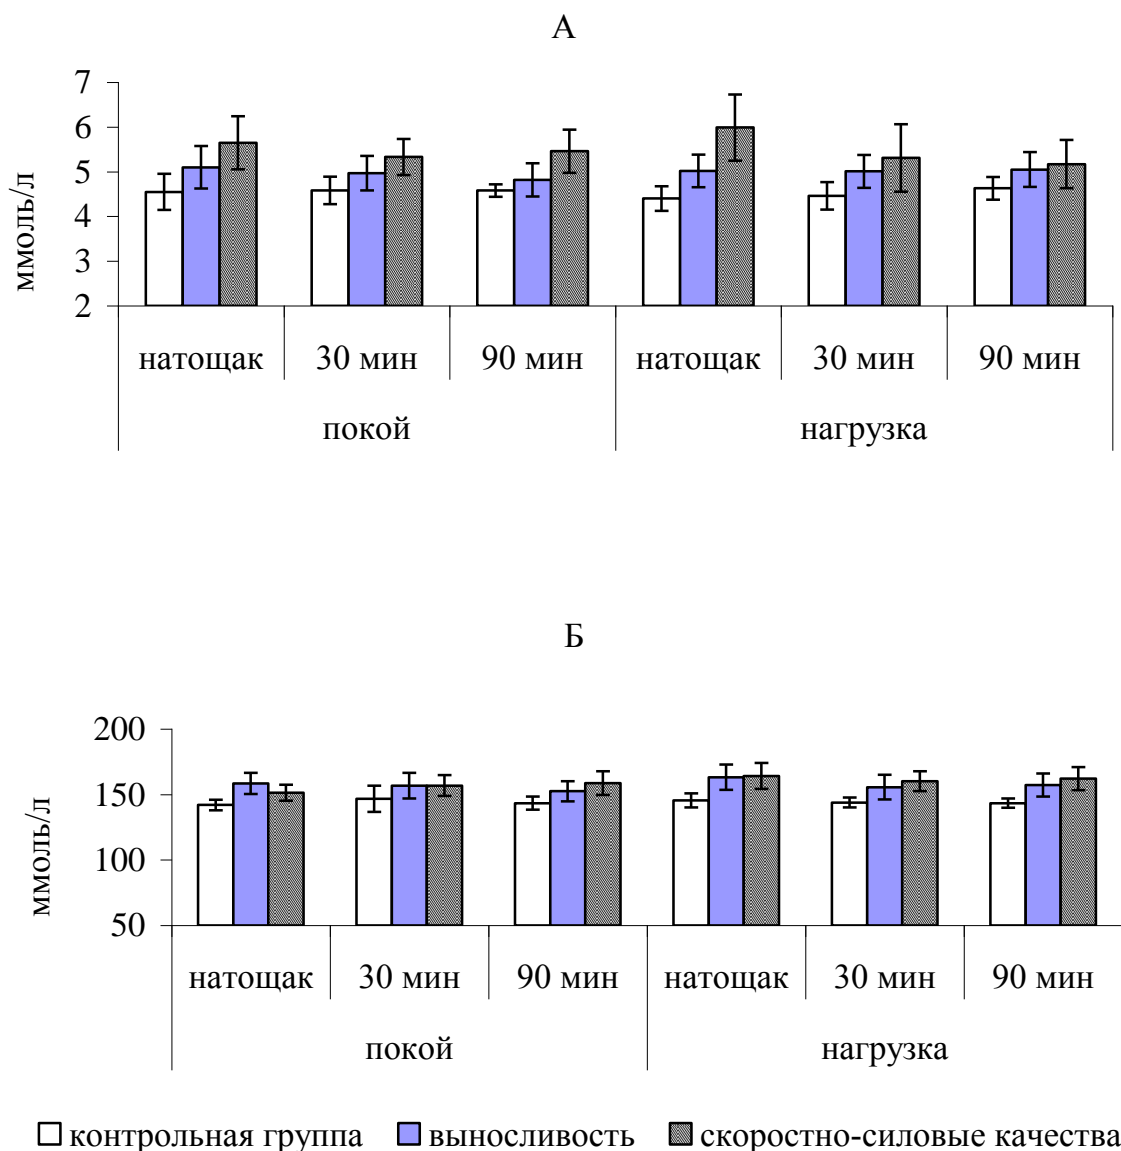 А
ммоль/л
7
6
5
4
3
2
натощак 30 мин 90 мин натощак 30 мин 90 мин
покой нагрузка
Б
ммоль/л
200
150
100
50
натощак 30 мин 90 мин натощак 30 мин 90 мин
покой нагрузка
контрольная группа выносливость скоростно-силовые качества